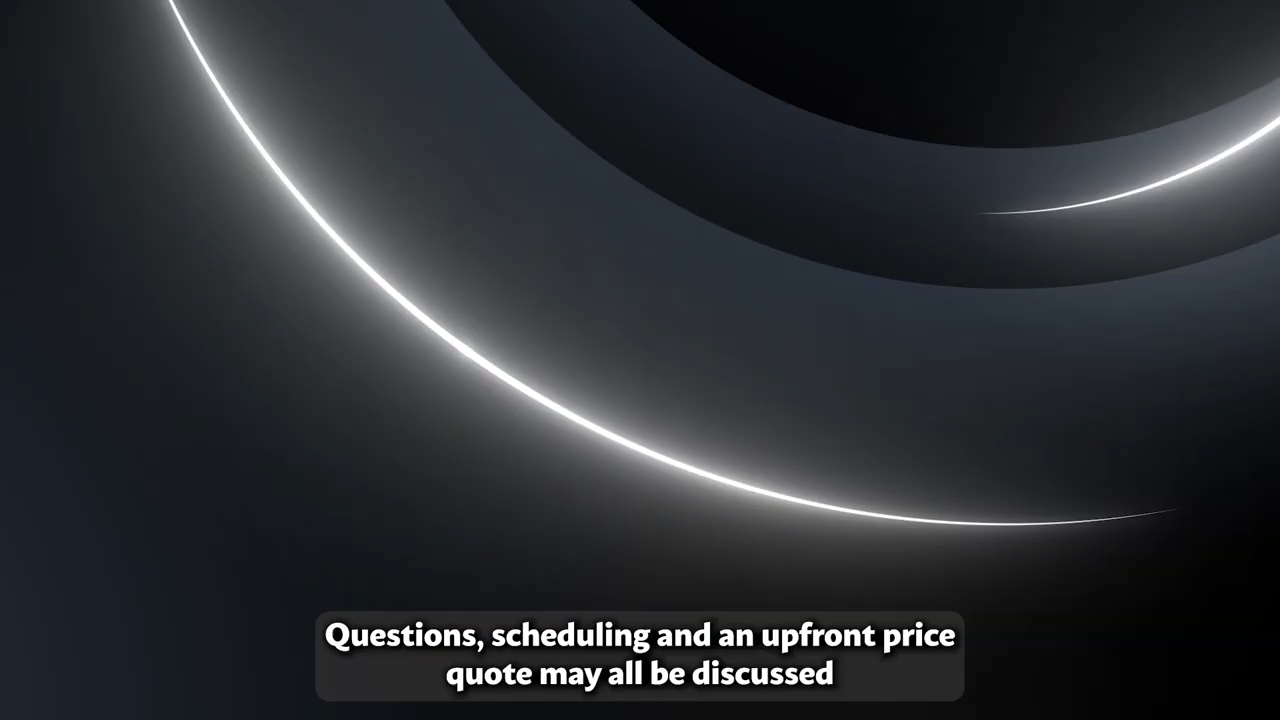 Questions, scheduling and an upfront price
quote may all be discussed